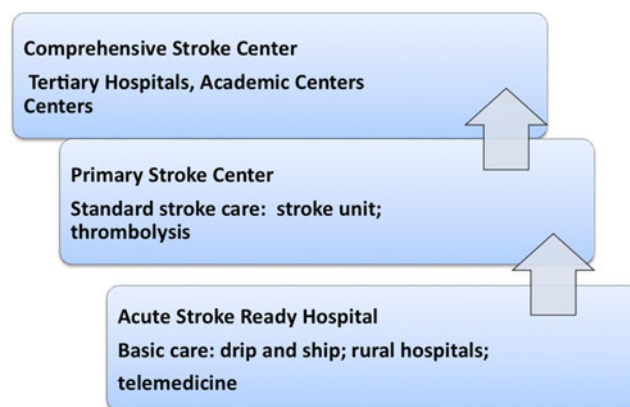 Comprehensive Stroke Center
Tertiary Hospitals, Academic Centers
Centers
Primary Stroke Center
Standard stroke care: stroke unit;
thrombolysis
Acute Stroke Ready Hospital
Basic care: drip and ship; rural hospitals;
telemedicine